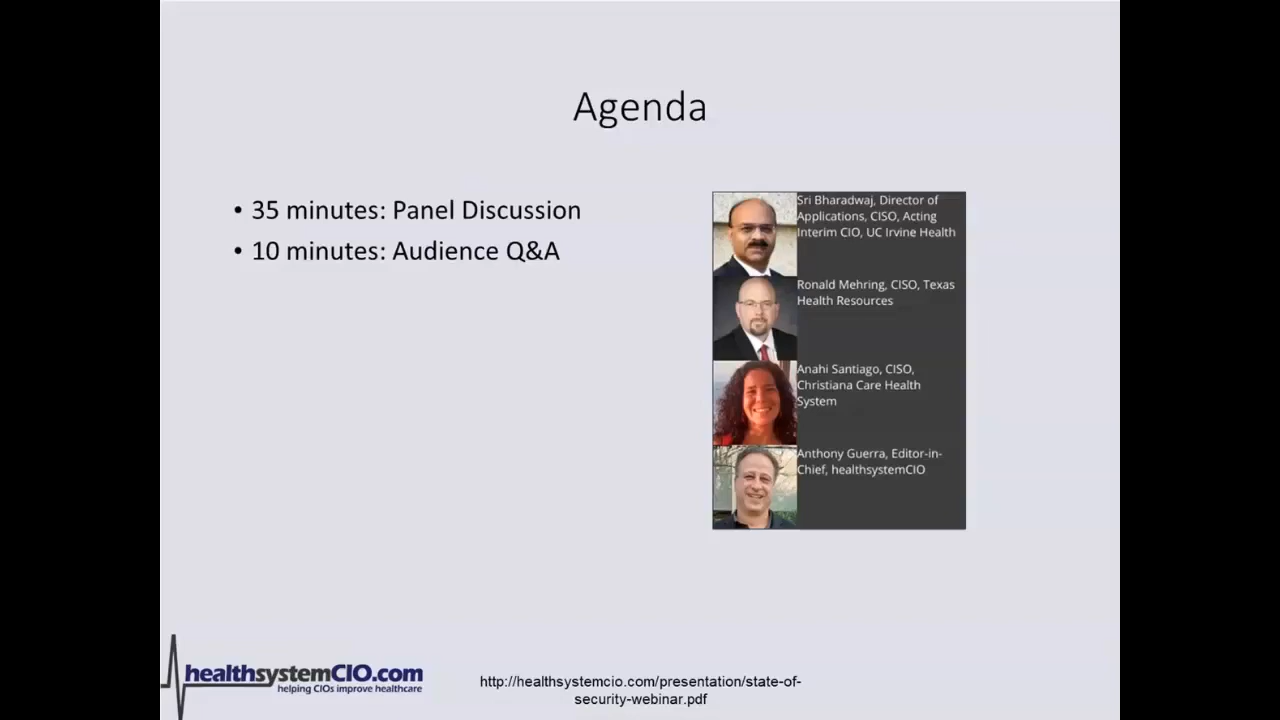 Agenda
• 35 minutes: Panel Discussion
• 10 minutes: Audience Q&A
Sri Bharadwaj, Director of
Applications, CISO, Acting
Interim CIO, UC Irvine Health
Ronald Mehring, CISO, Texas
Health Resources
Anahi Santiago, CISO,
Christiana Care Health
System
Anthony Guerra, Editor-in-
Chief, healthsystemCIO
healthsystemCIO.com
helping CIOs improve healthcare
http://healthsystemcio.com/presentation/state-of-
security-webinar.pdf